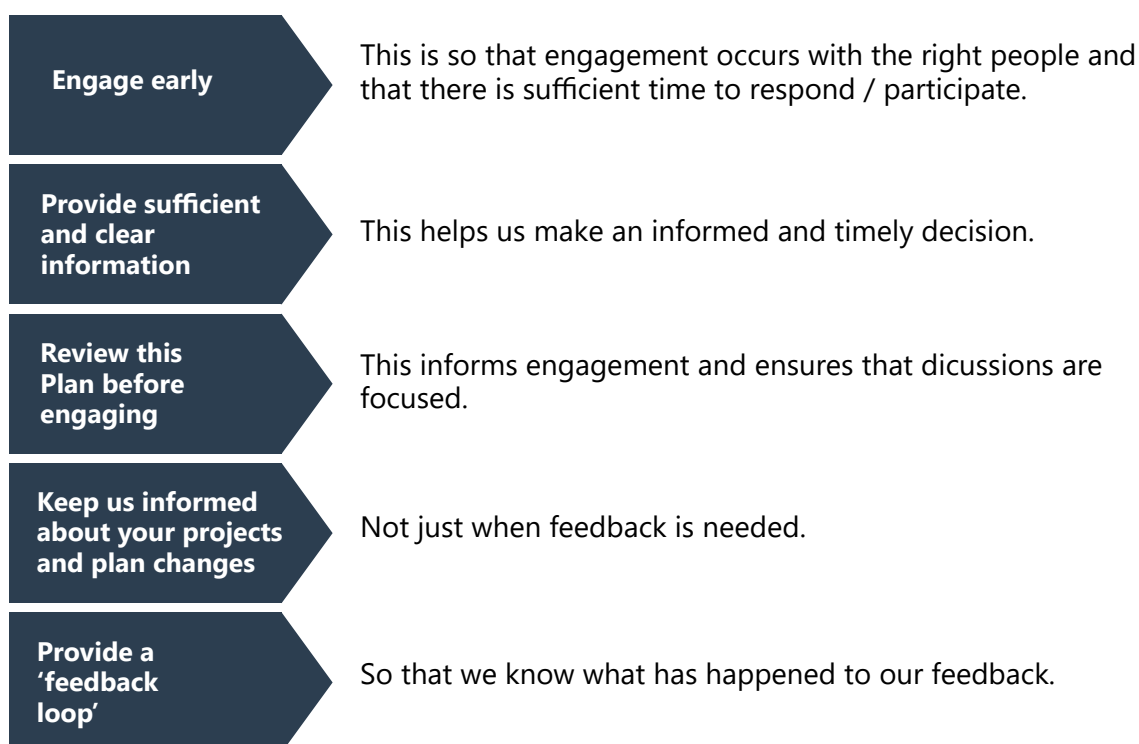 Engage early
This is so that engagement occurs with the right people and
that there is sufficient time to respond / participate.
Provide sufficient
and clear
information
This helps us make an informed and timely decision.
Review this
Plan before
engaging
This informs engagement and ensures that dicussions are
focused.
Keep us informed
about your projects
and plan changes
Not just when feedback is needed.
Provide a
‘feedback
loop’
So that we know what has happened to our feedback.